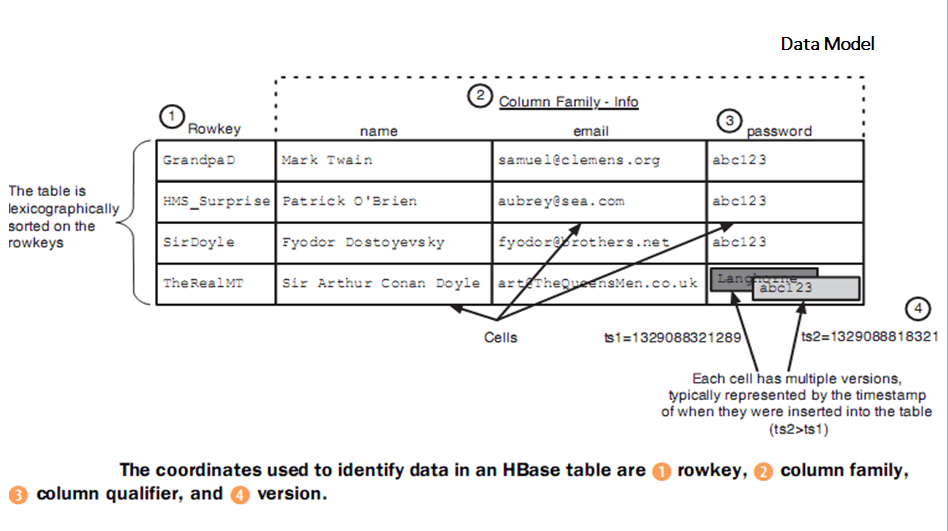 Data Model
2 Column Family - Info
1 Rowkey name email 3 password
GrandpaD Mark Twain samuel@clemens.org abc123
HMS_Surprise Patrick O'Brien aubrey@sea.com abc123
SirDoyle Fyodor Dostoyevsky fyodor@brothers.net abc123
TheRealMT Sir Arthur Conan Doyle art@TheQueensMen.co.uk Langhorne abc123
The table is
lexicographically
sorted on the
rowkeys
4
Cells ts1=1329088321289 ts2=1329088818321
Each cell has multiple versions,
typically represented by the timestamp
of when they were inserted into the table
(ts2>ts1)
The coordinates used to identify data in an HBase table are 1 rowkey, 2 column family,
3 column qualifier, and 4 version.